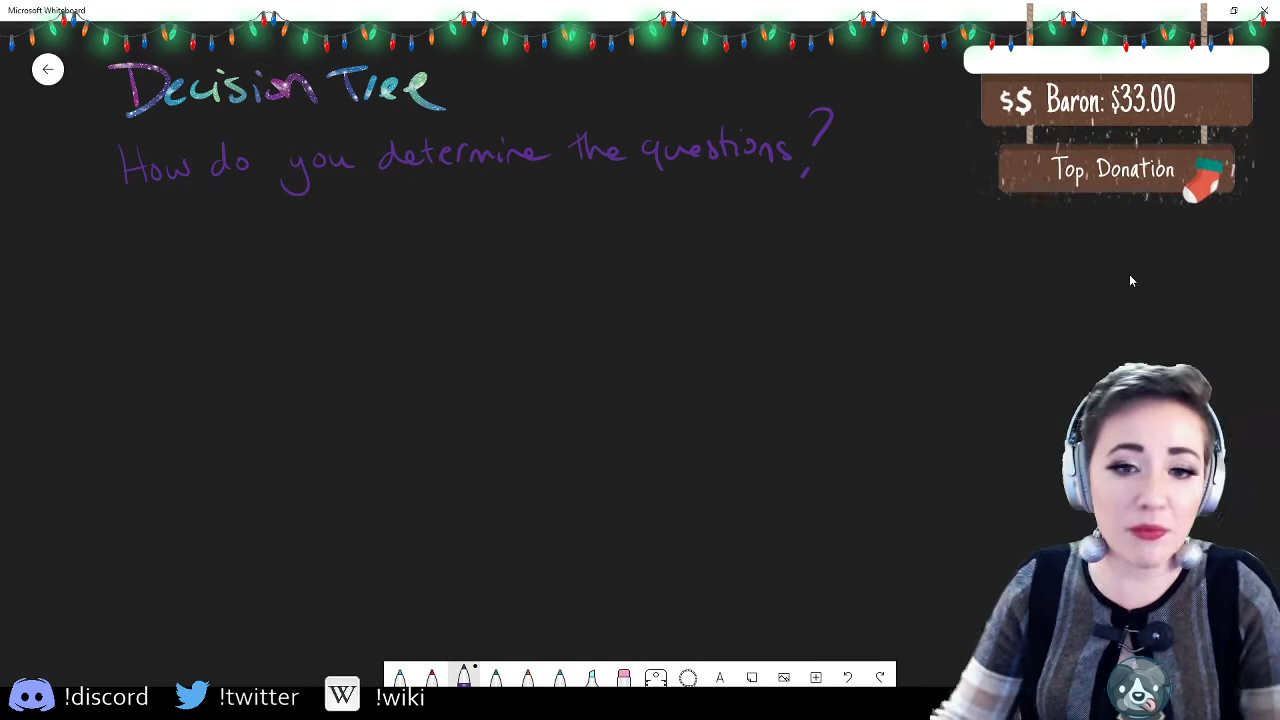 Microsoft Whiteboard
Decision Tree
How do you determine the questions?
$$ Baron: $33.00
Top Donation
A
!discord
!twitter
W !wiki